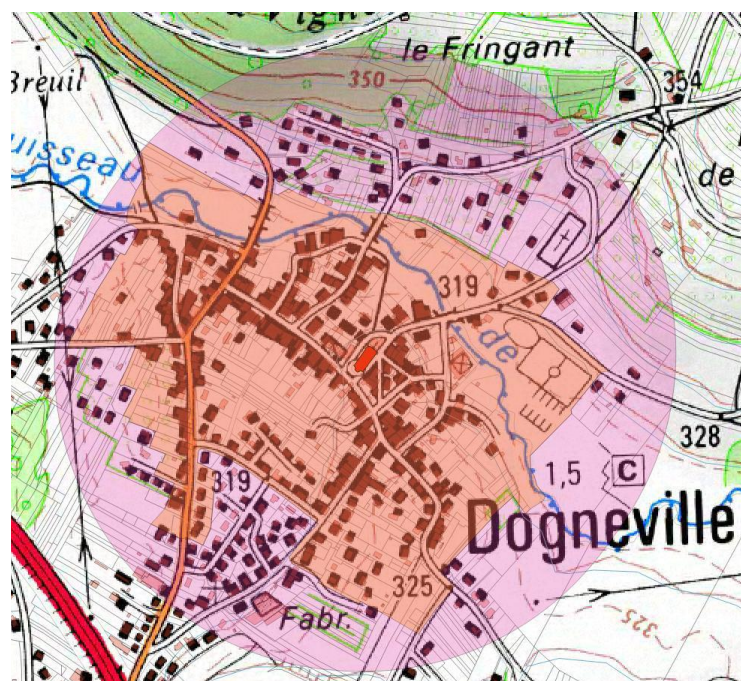 le Fringant
350
354
Breuil
uisseau
de
319
de
328
319
1,5
C
Dogneville
325
Fabr.
325